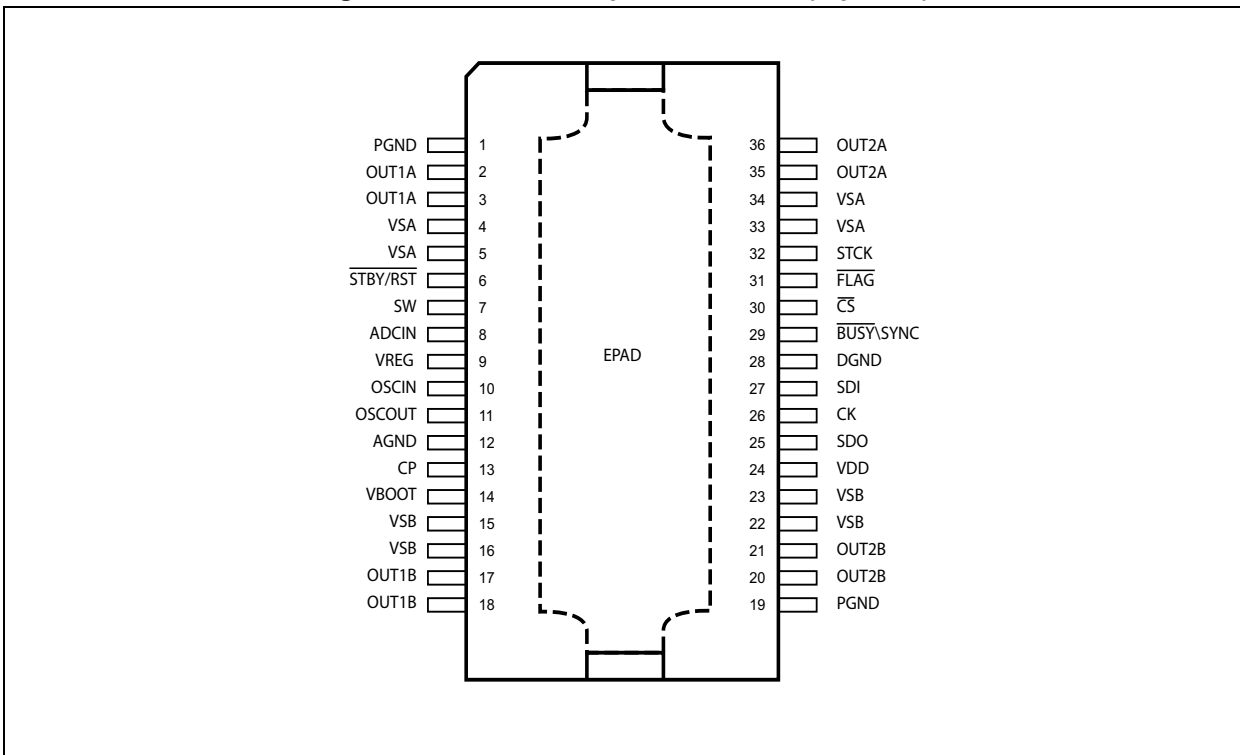 PGND 1
OUT1A 2
OUT1A 3
VSA 4
VSA 5
STBY/RST 6
SW 7
ADCIN 8
VREG 9
OSCIN 10
OSCOUT 11
AGND 12
CP 13
VBOOT 14
VSB 15
VSB 16
OUT1B 17
OUT1B 18
EPAD
36 OUT2A
35 OUT2A
34 VSA
33 VSA
32 STCK
31 FLAG
30 CS
29 BUSY\SYNC
28 DGND
27 SDI
26 CK
25 SDO
24 VDD
23 VSB
22 VSB
21 OUT2B
20 OUT2B
19 PGND